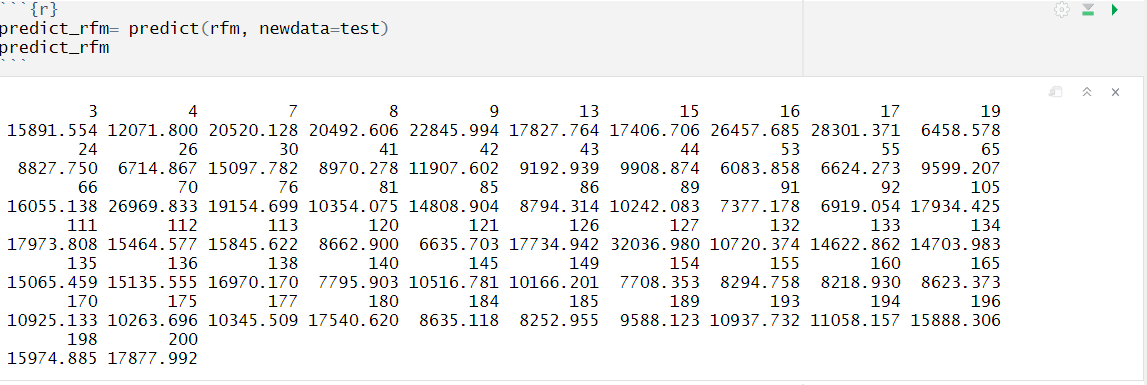 ```{r}
predict_rfm= predict(rfm, newdata=test)
predict_rfm
```
3 4 7 8 9 13 15 16 17 19
15891.554 12071.800 20520.128 20492.606 22845.994 17827.764 17406.706 26457.685 28301.371 6458.578
24 26 30 41 42 43 44 53 55 65
8827.750 6714.867 15097.782 8970.278 11907.602 9192.939 9908.874 6083.858 6624.273 9599.207
66 70 76 81 85 86 89 91 92 105
16055.138 26969.833 19154.699 10354.075 14808.904 8794.314 10242.083 7377.178 6919.054 17934.425
111 112 113 120 121 126 127 132 133 134
17973.808 15464.577 15845.622 8662.900 6635.703 17734.942 32036.980 10720.374 14622.862 14703.983
135 136 138 140 145 149 154 155 160 165
15065.459 15135.555 16970.170 7795.903 10516.781 10166.201 7708.353 8294.758 8218.930 8623.373
170 175 177 180 184 185 189 193 194 196
10925.133 10263.696 10345.509 17540.620 8635.118 8252.955 9588.123 10937.732 11058.157 15888.306
198 200
15974.885 17877.992